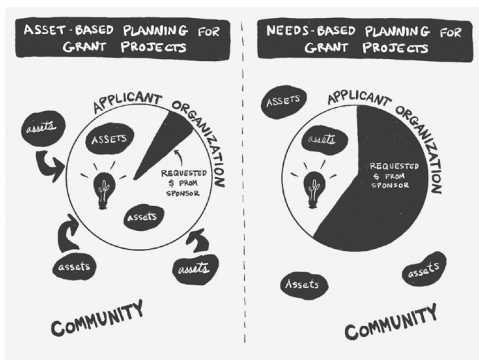 ASSET-BASED PLANNING FOR
GRANT PROJECTS
APPLICANT ORGANIZATION
assets
ASSETS
REQUESTED
$ FROM
SPONSOR
assets
assets
assets
COMMUNITY
NEEDS-BASED PLANNING FOR
GRANT PROJECTS
ASSETS
APPLICANT ORGANIZATION
assets
REQUESTED
$ FROM
SPONSOR
Assets
assets
COMMUNITY